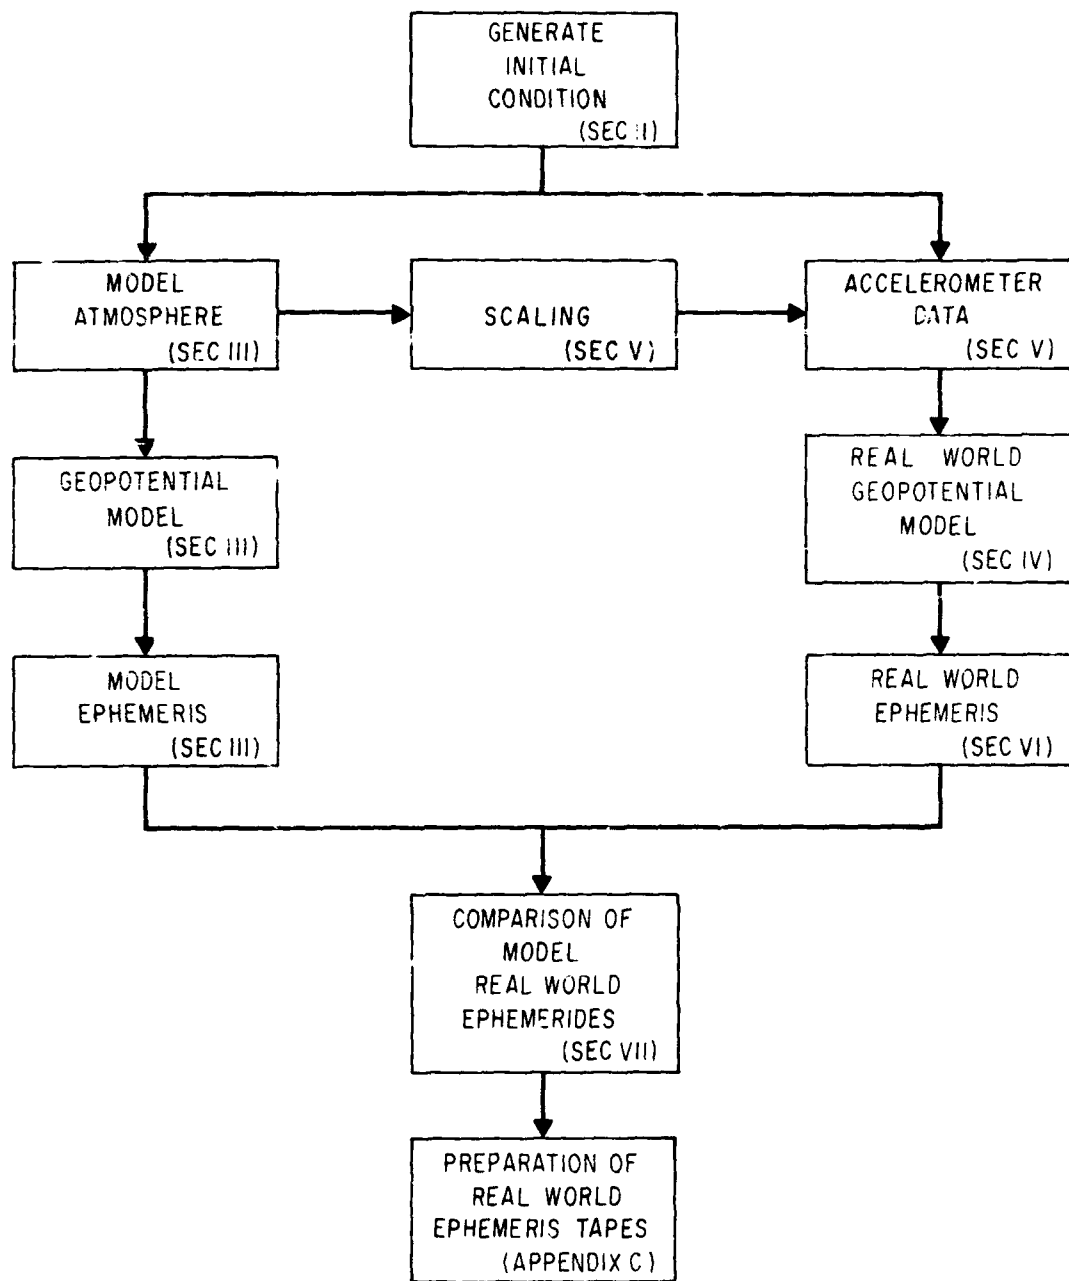 GENERATE
INITIAL
CONDITION
(SEC II)
MODEL
ATMOSPHERE
(SEC III)
SCALING
(SEC V)
ACCELEROMETER
DATA
(SEC V)
GEOPOTENTIAL
MODEL
(SEC III)
REAL WORLD
GEOPOTENTIAL
MODEL
(SEC IV)
MODEL
EPHEMERIS
(SEC III)
REAL WORLD
EPHEMERIS
(SEC VI)
COMPARISON OF
MODEL
REAL WORLD
EPHEMERIDES
(SEC VII)
PREPARATION OF
REAL WORLD
EPHEMERIS TAPES
(APPENDIX C)